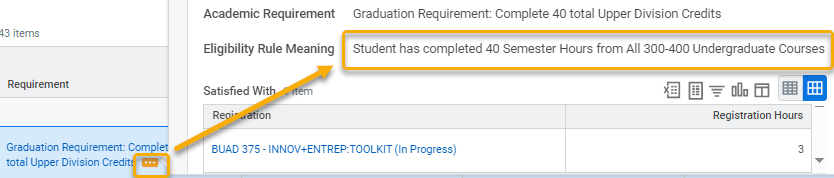 Academic Requirement Graduation Requirement: Complete 40 total Upper Division Credits
43 items
Eligibility Rule Meaning Student has completed 40 Semester Hours from All 300-400 Undergraduate Courses
Requirement
Satisfied With item
Registration Registration Hours
Graduation Requirement: Complet
total Upper Division Credits
BUAD 375 - INNOV+ENTREP:TOOLKIT (In Progress) 3